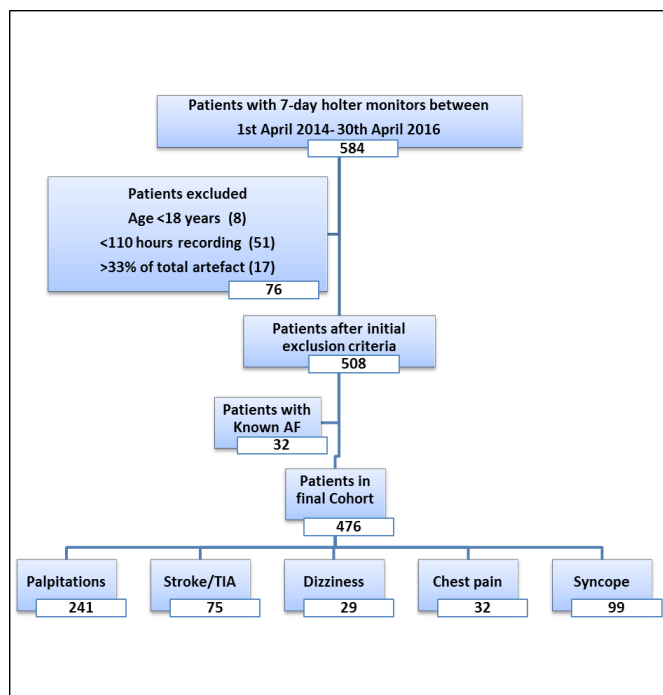 Patients with 7-day holter monitors between
1st April 2014- 30th April 2016
584
Patients excluded
Age <18 years (8)
<110 hours recording (51)
>33% of total artefact (17)
76
Patients after initial
exclusion criteria
508
Patients with
Known AF
32
Patients in
final Cohort
476
Palpitations
241
Stroke/TIA
75
Dizziness
29
Chest pain
32
Syncope
99